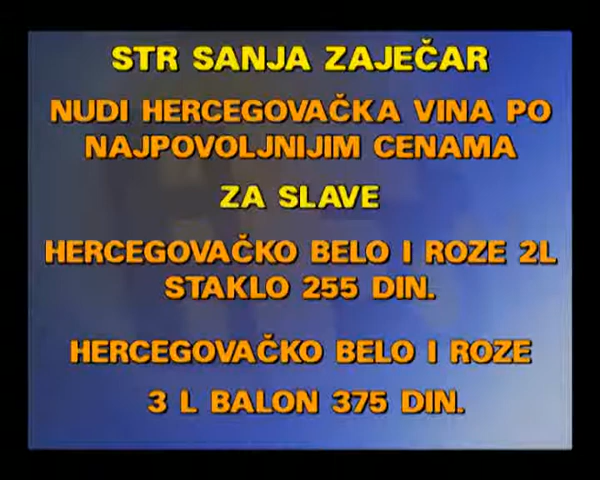 STR SANJA ZAJEČAR
NUDI HERCEGOVAČKA VINA PO
NAJPOVOLJNIJIM CENAMA
ZA SLAVE
HERCEGOVAČKO BELO I ROZE 2L
STAKLO 255 DIN.
HERCEGOVAČKO BELO I ROZE
3 L BALON 375 DIN.